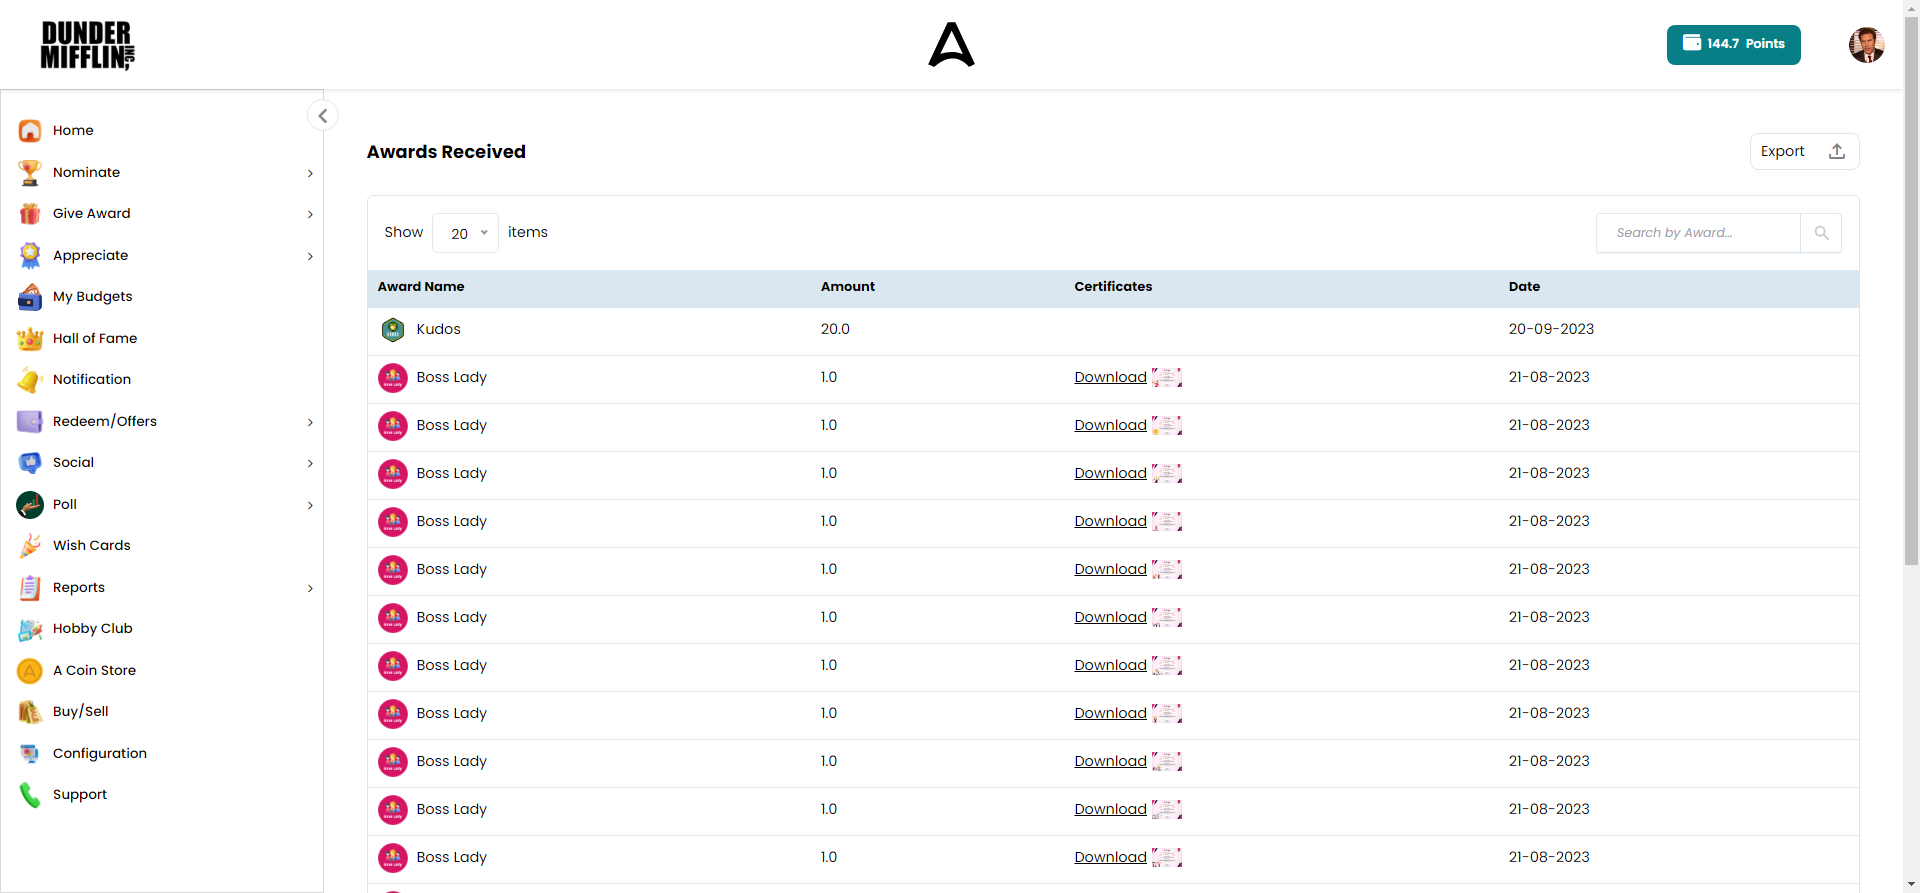 DUNDER
MIFFLIN, INC
144.7 Points
Home
Nominate
Give Award
Appreciate
My Budgets
Hall of Fame
Notification
Redeem/Offers
Social
Poll
Wish Cards
Reports
Hobby Club
A Coin Store
Buy/Sell
Configuration
Support
Awards Received
Export
Show 20 items
Search by Award...
Award Name Amount Certificates Date
Kudos 20.0 20-09-2023
Boss Lady 1.0 Download 21-08-2023
Boss Lady 1.0 Download 21-08-2023
Boss Lady 1.0 Download 21-08-2023
Boss Lady 1.0 Download 21-08-2023
Boss Lady 1.0 Download 21-08-2023
Boss Lady 1.0 Download 21-08-2023
Boss Lady 1.0 Download 21-08-2023
Boss Lady 1.0 Download 21-08-2023
Boss Lady 1.0 Download 21-08-2023
Boss Lady 1.0 Download 21-08-2023
Boss Lady 1.0 Download 21-08-2023